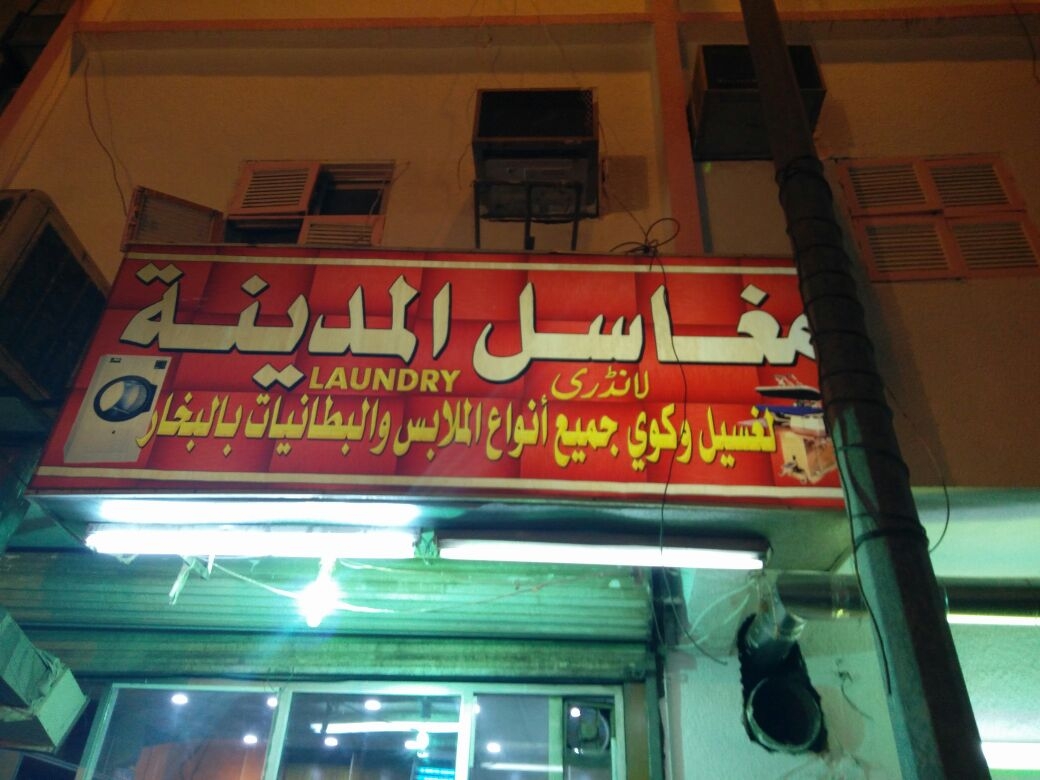 مغاسل المدينة
لانڈری LAUNDRY
لغسيل وكوي جميع أنواع الملابس والبطانيات بالبخار